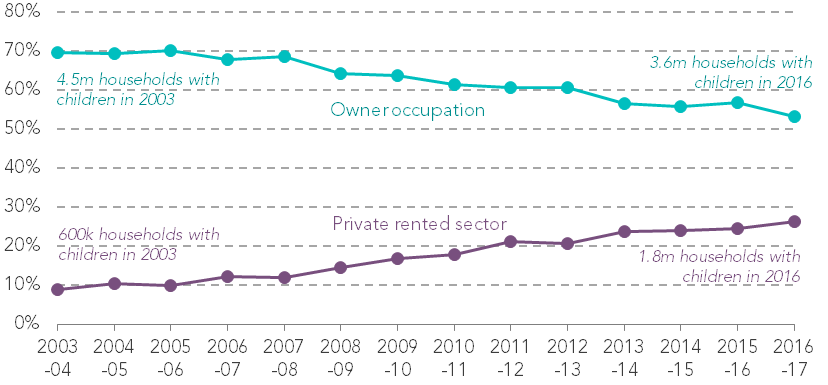 80%
70%
60%
50%
40%
30%
20%
10%
0%
4.5m households with
children in 2003
3.6m households with
children in 2016
Owner occupation
600k households with
children in 2003
Private rented sector
1.8m households with
children in 2016
2003 2004 2005 2006 2007 2008 2009 2010 2011 2012 2013 2014 2015 2016
-04 -05 -06 -07 -08 -09 -10 -11 -12 -13 -14 -15 -16 -17